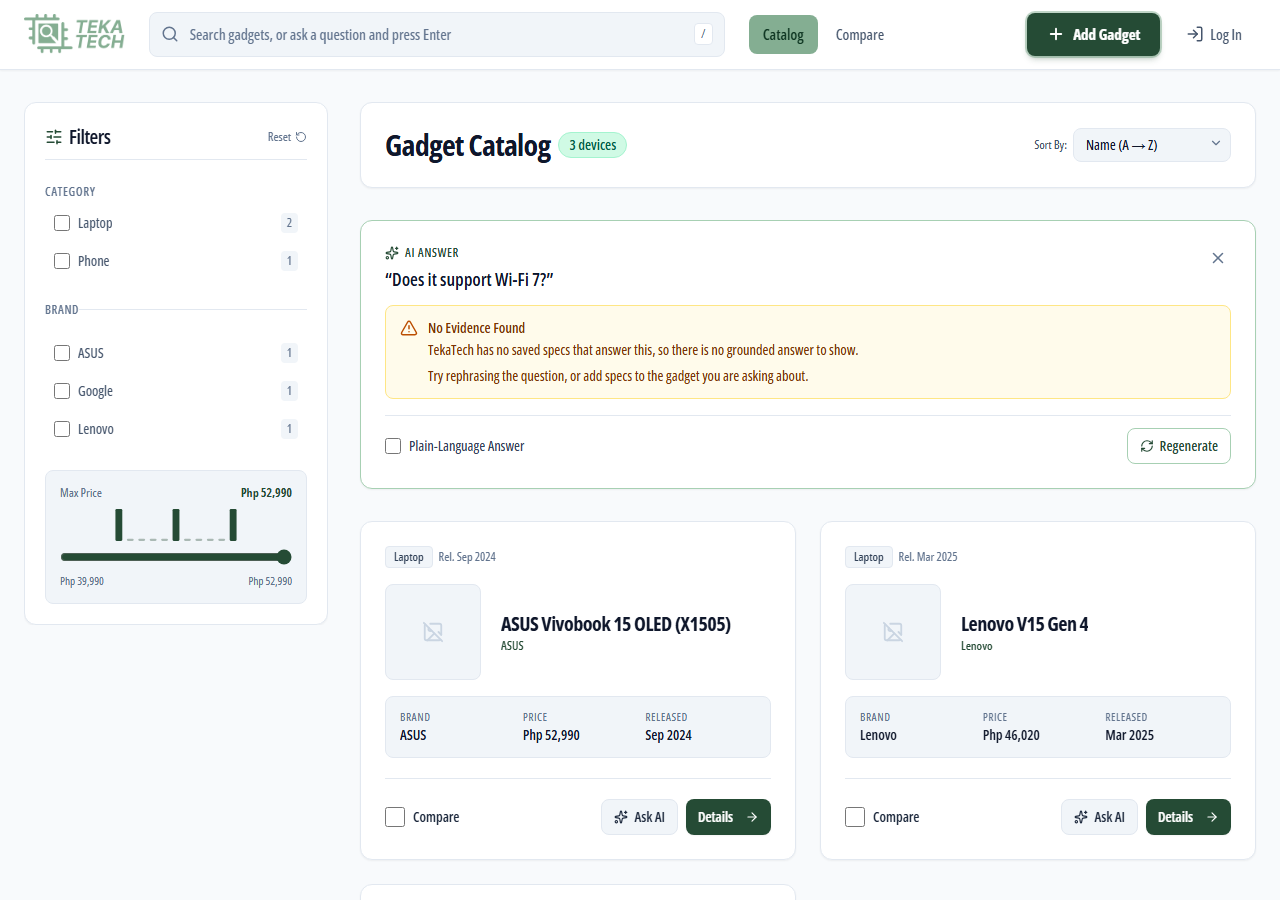 TEKA
TECH
Search gadgets, or ask a question and press Enter
/
Catalog
Compare
Add Gadget
Log In
Filters
Reset
CATEGORY
Laptop
2
Phone
1
BRAND
ASUS
1
Google
1
Lenovo
1
Max Price
Php 52,990
Php 39,990
Php 52,990
Gadget Catalog
3 devices
Sort By:
Name (A → Z)
AI ANSWER
“Does it support Wi-Fi 7?”
No Evidence Found
TekaTech has no saved specs that answer this, so there is no grounded answer to show.
Try rephrasing the question, or add specs to the gadget you are asking about.
Plain-Language Answer
Regenerate
Laptop
Rel. Sep 2024
ASUS Vivobook 15 OLED (X1505)
ASUS
BRAND
PRICE
RELEASED
ASUS
Php 52,990
Sep 2024
Compare
Ask AI
Details
Laptop
Rel. Mar 2025
Lenovo V15 Gen 4
Lenovo
BRAND
PRICE
RELEASED
Lenovo
Php 46,020
Mar 2025
Compare
Ask AI
Details